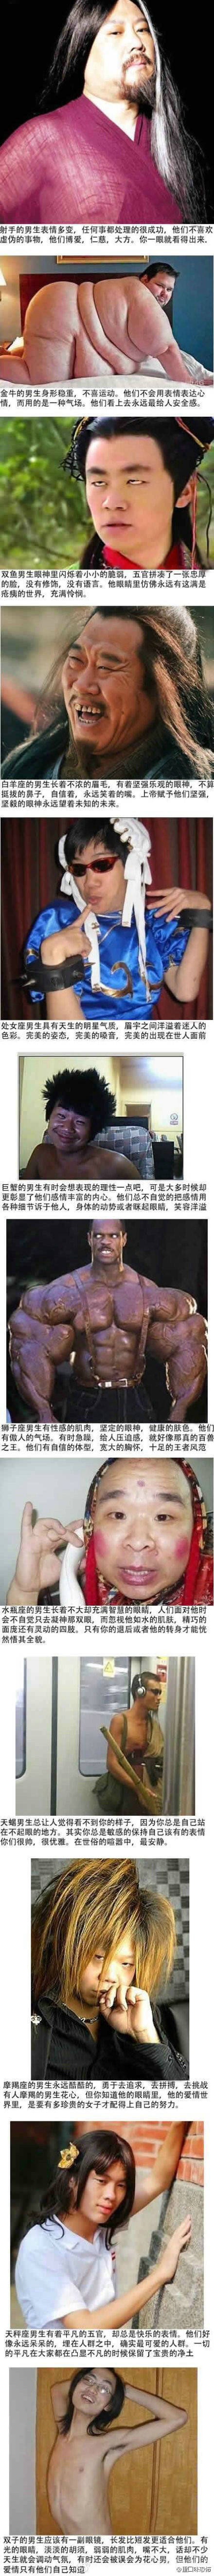 射手的男生表情多变，任何事都处理的很成功，他们不喜欢
虚伪的事物，他们博爱，仁慈，大方。你一眼就看得出来.
金牛的男生身形稳重，不喜运动。他们不会用表情表达心
情，而用的是一种气场。他们看上去永远最给人安全感。
双鱼男生眼神里闪烁着小小的脆弱，五官拼凑了一张忠厚
的脸，没有修饰，没有语言。他眼睛里仿佛永远有这满是
疮痍的世界，充满怜悯。
白羊座的男生长着不浓的眉毛，有着坚强乐观的眼神，不算
挺拔的鼻子，自信着，永远笑着的嘴。上帝赋予他们坚强，
坚毅的眼神永远望着未知的未来。
处女座男生具有天生的明星气质，眉宇之间洋溢着迷人的
色彩。完美的姿态，完美的嗓音，完美的出现在世人面前
巨蟹的男生有时会想表现的理性一点吧，可是大多时候却
更彰显了他们感情丰富的内心。他们总不自觉的把感情用
各种细节诉于他人，身体的动势或者眯起眼睛，笑容洋溢
狮子座男生有性感的肌肉，坚定的眼神，健康的肤色。他们
有傲人的气场。有时急躁，给人压迫感，就好像那真的百兽
之王。他们有自信的体型，宽大的胸怀，十足的王者风范
水瓶座的男生长着不大却充满智慧的眼睛，人们面对他时
会不自觉只去凝神那双眼，而忽视他如水的肌肤，精巧的
面庞还有灵动的四肢。只有你的退后或者他的转身才能恍
然悟其全貌。
天蝎男生总让人觉得看不到你的样子，因为你总是自己站
在不起眼的地方。其实你总是敏感的保持自己该有的表情
你们很帅，很优雅。在世俗的喧嚣中，最安静。
摩羯座的男生永远酷酷的，勇于去追求，去拼搏，去挑战
有人摩羯的男生花心，但你知道他的眼睛里，他的爱情世
界里，是要有多珍贵的女子才配得上自己的努力。
天秤座男生有着平凡的五官，却总是快乐的表情。他们好
像永远呆呆的，埋在人群之中，确实最可爱的人群。一切
的平凡在大家都在凸显不凡的时候保留了宝贵的净土
双子的男生应该有一副眼镜，长发比短发更适合他们。有
光的眼睛，淡淡的胡须，弱弱的肌肉，嘴不大，话却不少
天生就会调动气氛，有时还会被误会为花心男，但他们的
爱情只有他们自己知道